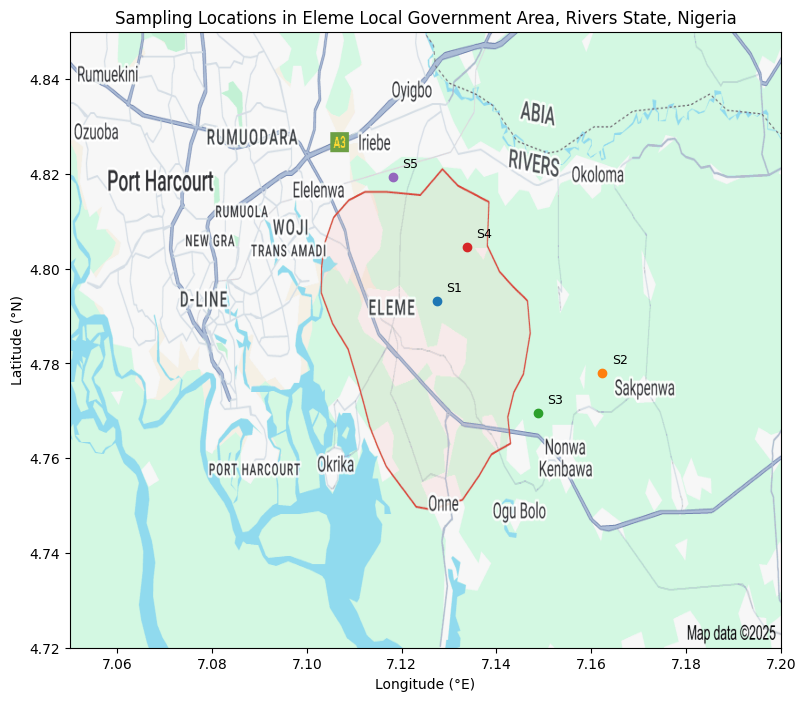 Sampling Locations in Eleme Local Government Area, Rivers State, Nigeria
Latitude (°N)
4.84
4.82
4.80
4.78
4.76
4.74
4.72
Rumuekini
Oyigbo
ABIA
Ozuoba
RUMUODARA
A3
Iriebe
RIVERS
S5
Okoloma
Port Harcourt
Elelenwa
RUMUOLA
WOJI
NEW GRA
TRANS AMADI
S4
D-LINE
ELEME
S1
S2
Sakpenwa
S3
Nonwa
Kenbawa
PORT HARCOURT
Okrika
Onne
Ogu Bolo
Map data ©2025
7.06
7.08
7.10
7.12
7.14
7.16
7.18
7.20
Longitude (°E)